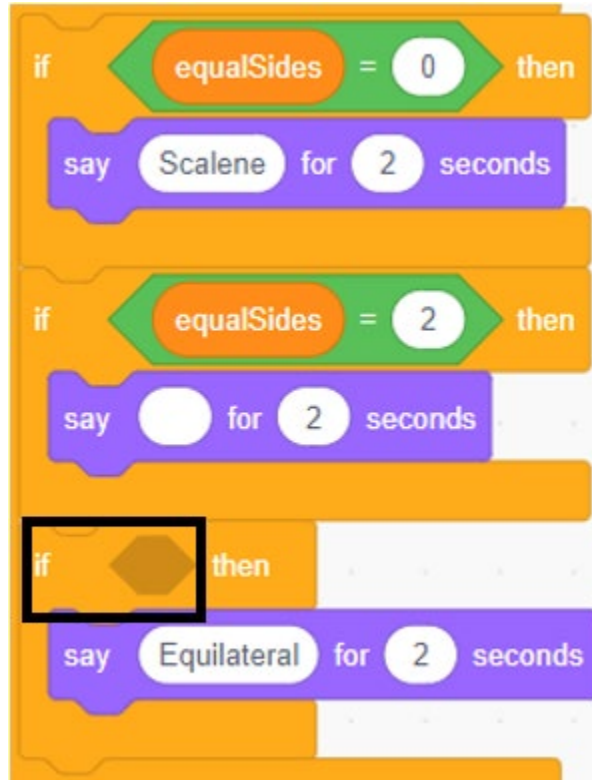 if equalSides = 0 then
say Scalene for 2 seconds
if equalSides = 2 then
say for 2 seconds
if then
say Equilateral for 2 seconds